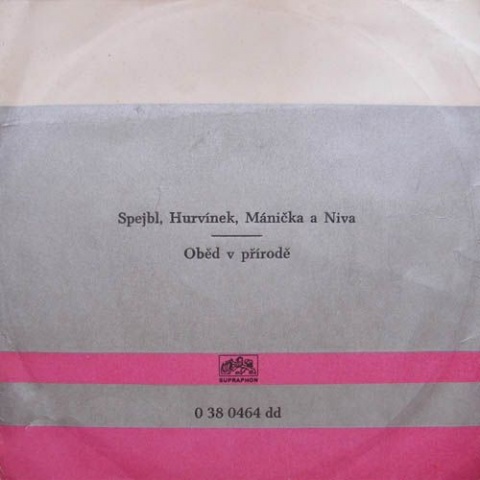 Spejbl, Hurvínek, Mánička a Niva
Oběd v přírodě
SUPRAPHON
0 38 0464 dd